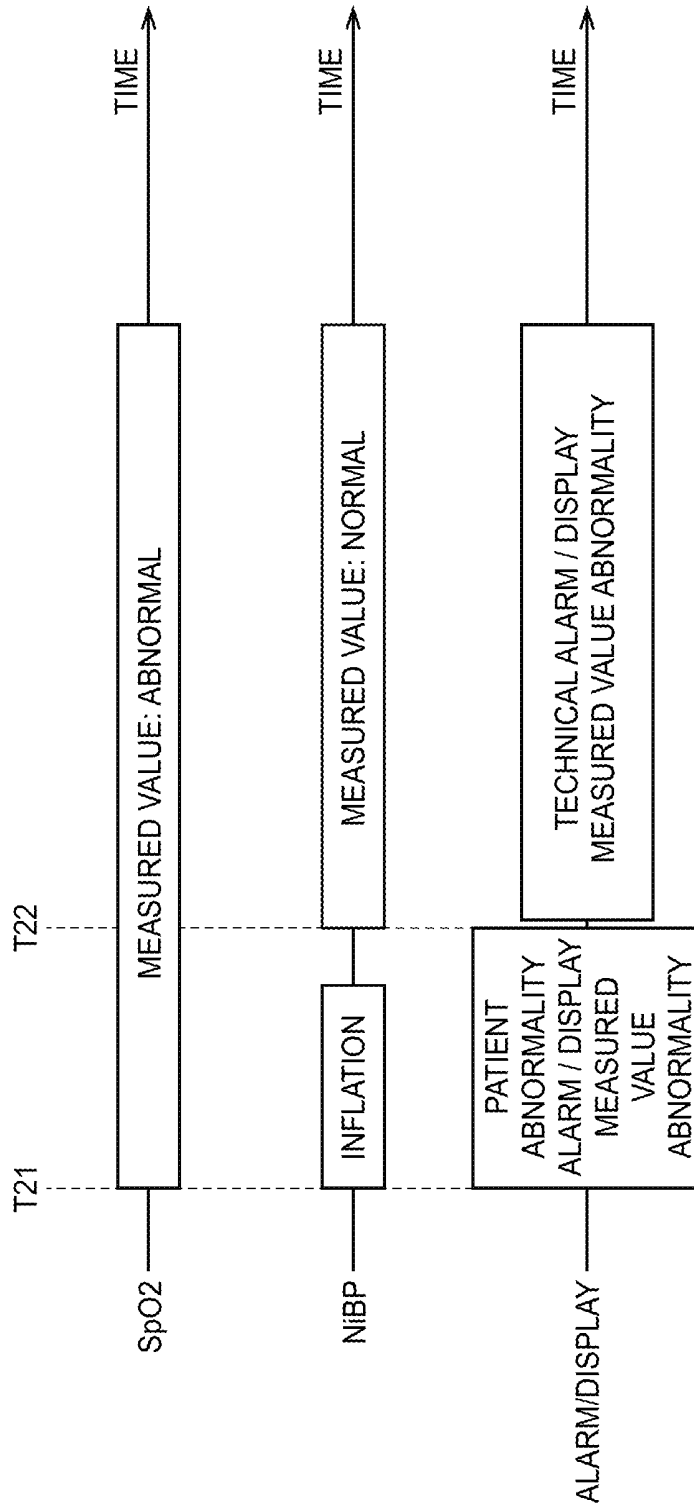 T21
T22
SpO2
MEASURED VALUE: ABNORMAL
TIME
NiBP
INFLATION
MEASURED VALUE: NORMAL
TIME
ALARM/DISPLAY
PATIENT
ABNORMALITY
ALARM / DISPLAY
MEASURED
VALUE
ABNORMALITY
TECHNICAL ALARM / DISPLAY
MEASURED VALUE ABNORMALITY
TIME